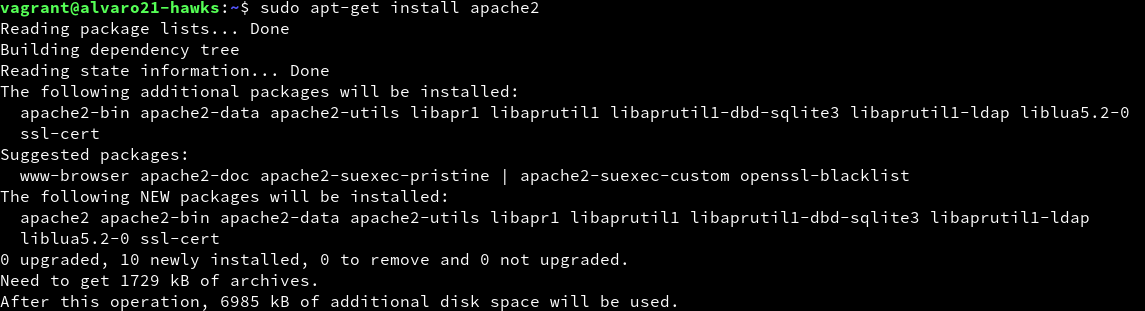 vagrant@alvaro21-hawks:~$ sudo apt-get install apache2
Reading package lists... Done
Building dependency tree
Reading state information... Done
The following additional packages will be installed:
  apache2-bin apache2-data apache2-utils libapr1 libaprutil1 libaprutil1-dbd-sqlite3 libaprutil1-ldap liblua5.2-0
  ssl-cert
Suggested packages:
  www-browser apache2-doc apache2-suexec-pristine | apache2-suexec-custom openssl-blacklist
The following NEW packages will be installed:
  apache2 apache2-bin apache2-data apache2-utils libapr1 libaprutil1 libaprutil1-dbd-sqlite3 libaprutil1-ldap
  liblua5.2-0 ssl-cert
0 upgraded, 10 newly installed, 0 to remove and 0 not upgraded.
Need to get 1729 kB of archives.
After this operation, 6985 kB of additional disk space will be used.